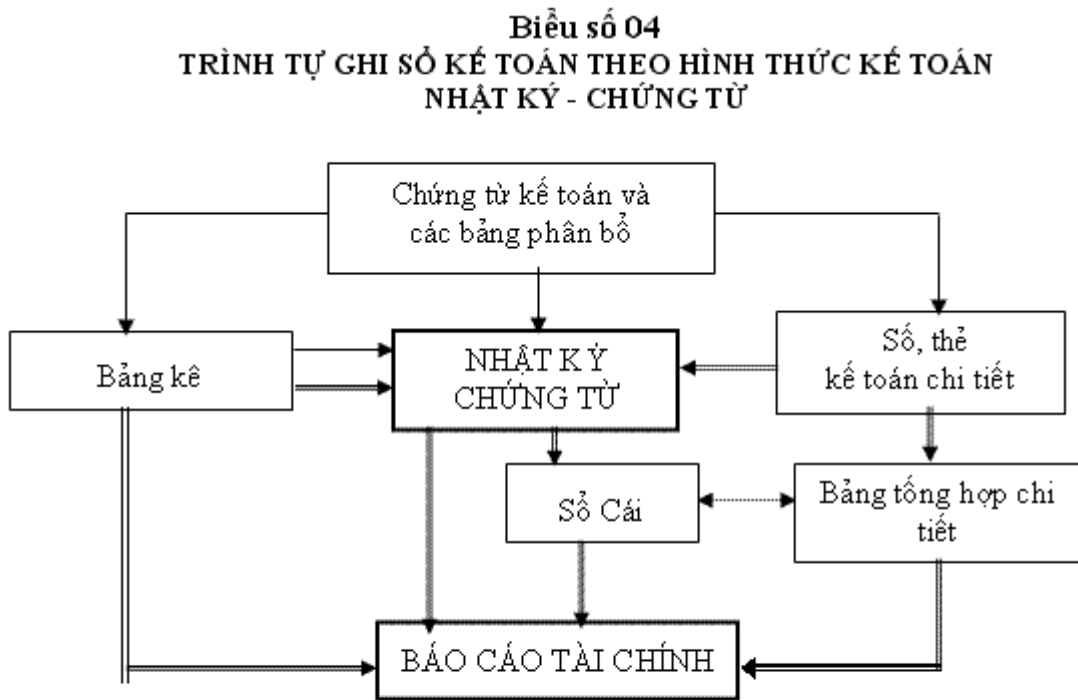 Biểu số 04
TRÌNH TỰ GHI SỔ KẾ TOÁN THEO HÌNH THỨC KẾ TOÁN
NHẬT KÝ - CHỨNG TỪ
Chứng từ kế toán và
các bảng phân bổ
Bảng kê
NHẬT KÝ
CHỨNG TỪ
Sổ, thẻ
kế toán chi tiết
Sổ Cái
Bảng tổng hợp chi
tiết
BÁO CÁO TÀI CHÍNH